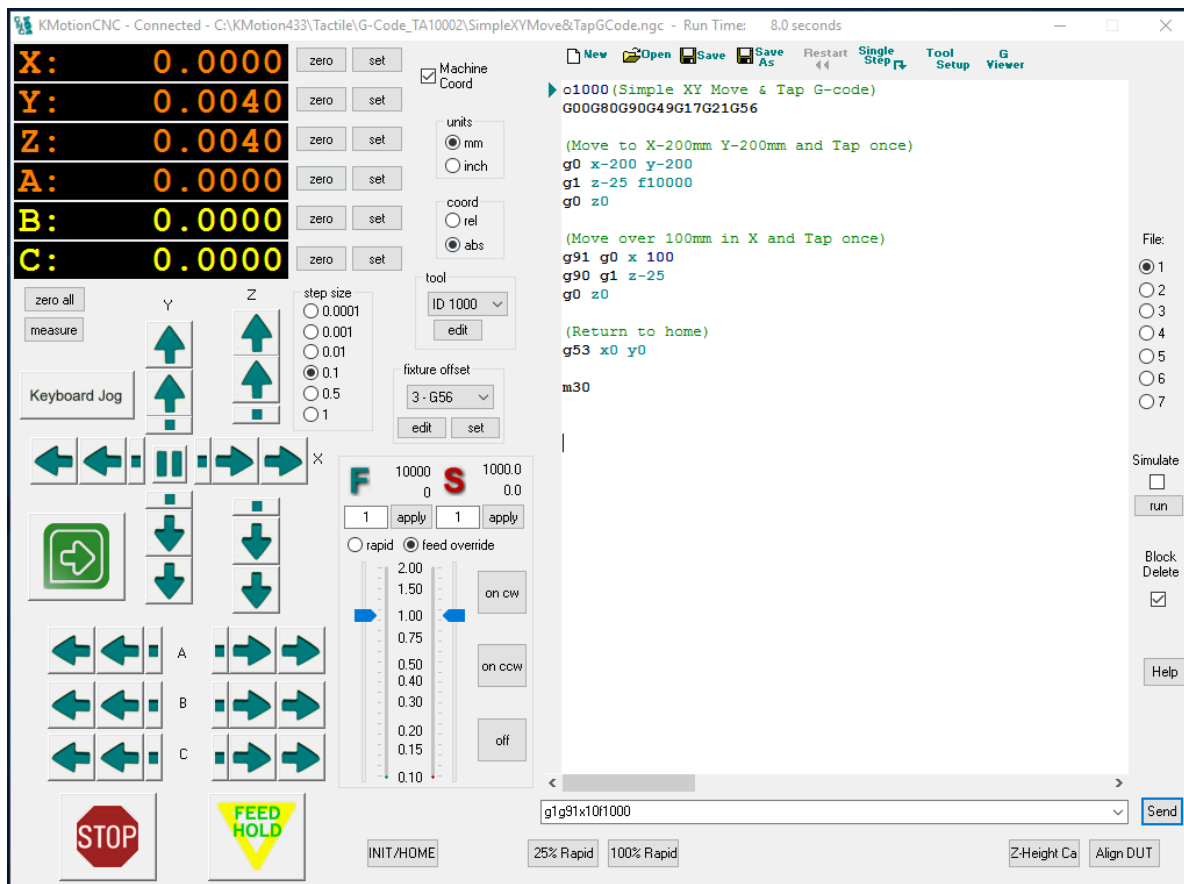 KMotionCNC - Connected - C:\KMotion433\Tactile\G-Code_TA10002\SimpleXYMove&TapGCode.ngc - Run Time: 8.0 seconds
X: 0.0000 zero set
Y: 0.0040 zero set
Z: 0.0040 zero set
A: 0.0000 zero set
B: 0.0000 zero set
C: 0.0000 zero set
Machine
Coord
units
mm
inch
coord
rel
abs
tool
ID 1000
edit
zero all
measure
Y
Z
step size
0.0001
0.001
0.01
0.1
0.5
1
fixture offset
3 - G56
edit set
Keyboard Jog
X
F 10000 S 1000.0
0 0.0
1 apply 1 apply
rapid feed override
2.00
1.50
1.00
0.75
0.50
0.40
0.30
0.20
0.15
0.10
on cw
on ccw
off
A
B
C
STOP
FEED
HOLD
INIT/HOME
25% Rapid
100% Rapid
Z-Height Ca
Align DUT
New Open Save Save As Restart Single Step Tool Setup G Viewer
o1000(Simple XY Move & Tap G-code)
G00G80G90G49G17G21G56
(Move to X-200mm Y-200mm and Tap once)
g0 x-200 y-200
g1 z-25 f10000
g0 z0
(Move over 100mm in X and Tap once)
g91 g0 x 100
g90 g1 z-25
g0 z0
(Return to home)
g53 x0 y0
m30
g1g91x10f1000
Send
File:
1
2
3
4
5
6
7
Simulate
run
Block
Delete
Help